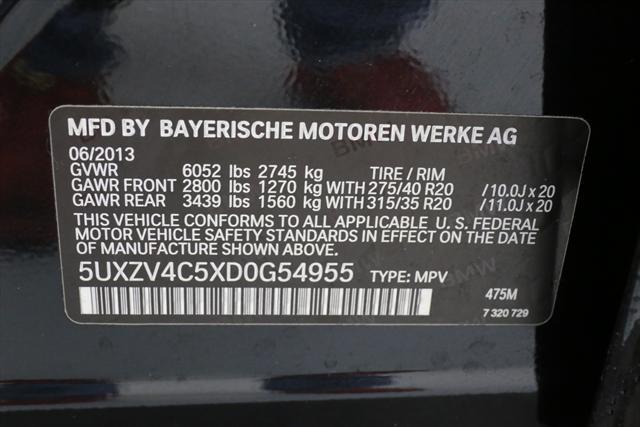 MFD BY BAYERISCHE MOTOREN WERKE AG
06/2013
GVWR 6052 lbs 2745 kg TIRE / RIM
GAWR FRONT 2800 lbs 1270 kg WITH 275/40 R20 /10.0J x 20
GAWR REAR 3439 lbs 1560 kg WITH 315/35 R20 /11.0J x 20
THIS VEHICLE CONFORMS TO ALL APPLICABLE U. S. FEDERAL
MOTOR VEHICLE SAFETY STANDARDS IN EFFECT ON THE DATE
OF MANUFACTURE SHOWN ABOVE.
5UXZV4C5XD0G54955 TYPE: MPV
475M
7 320 729